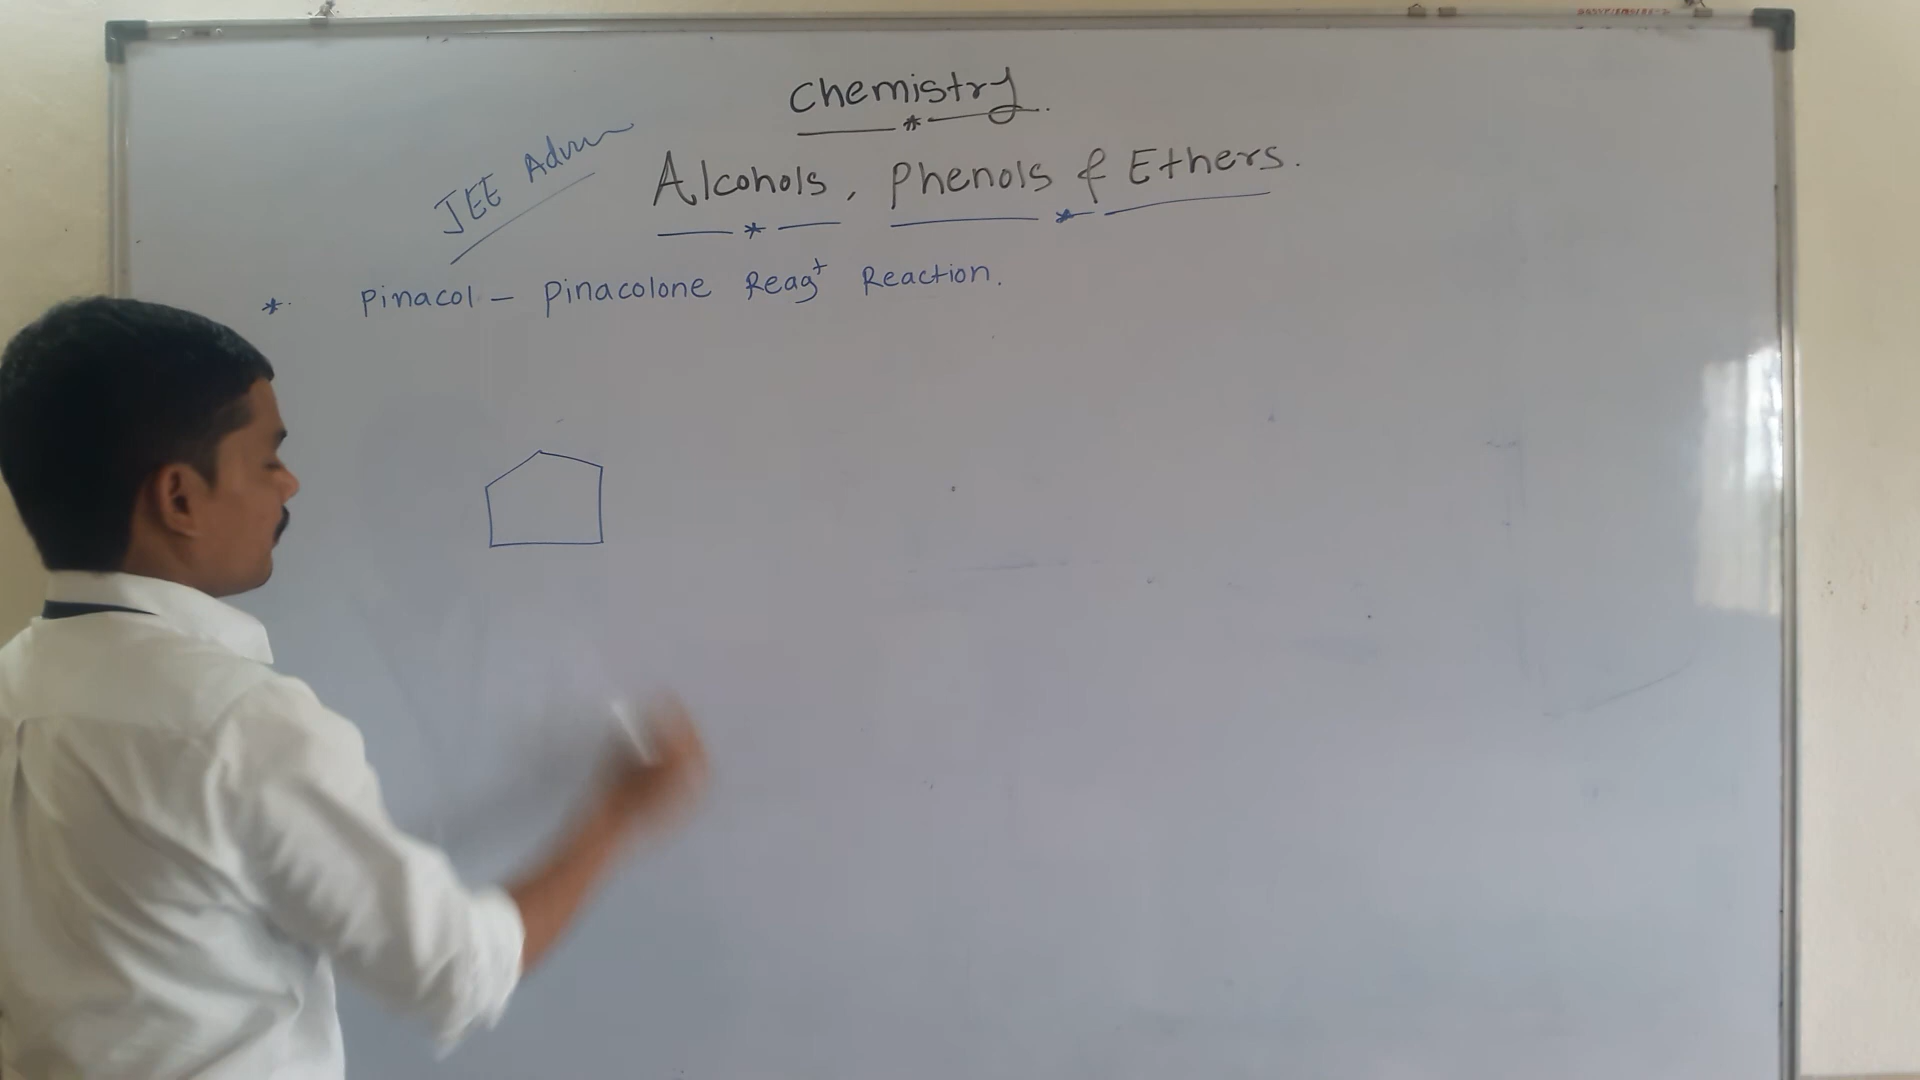 Chemistry.
JEE Adv
Alcohols, Phenols & Ethers.
* Pinacol - Pinacolone Reag⁺ Reaction.